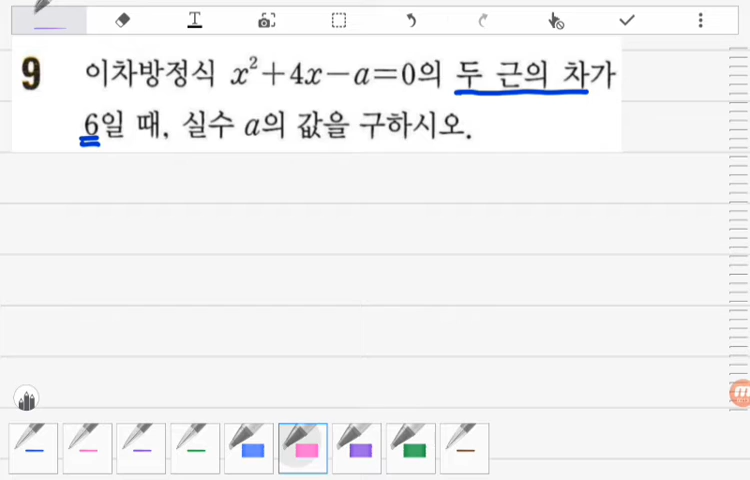 T
9 이차방정식 x²+4x-a=0의 두 근의 차가
6일 때, 실수 a의 값을 구하시오.